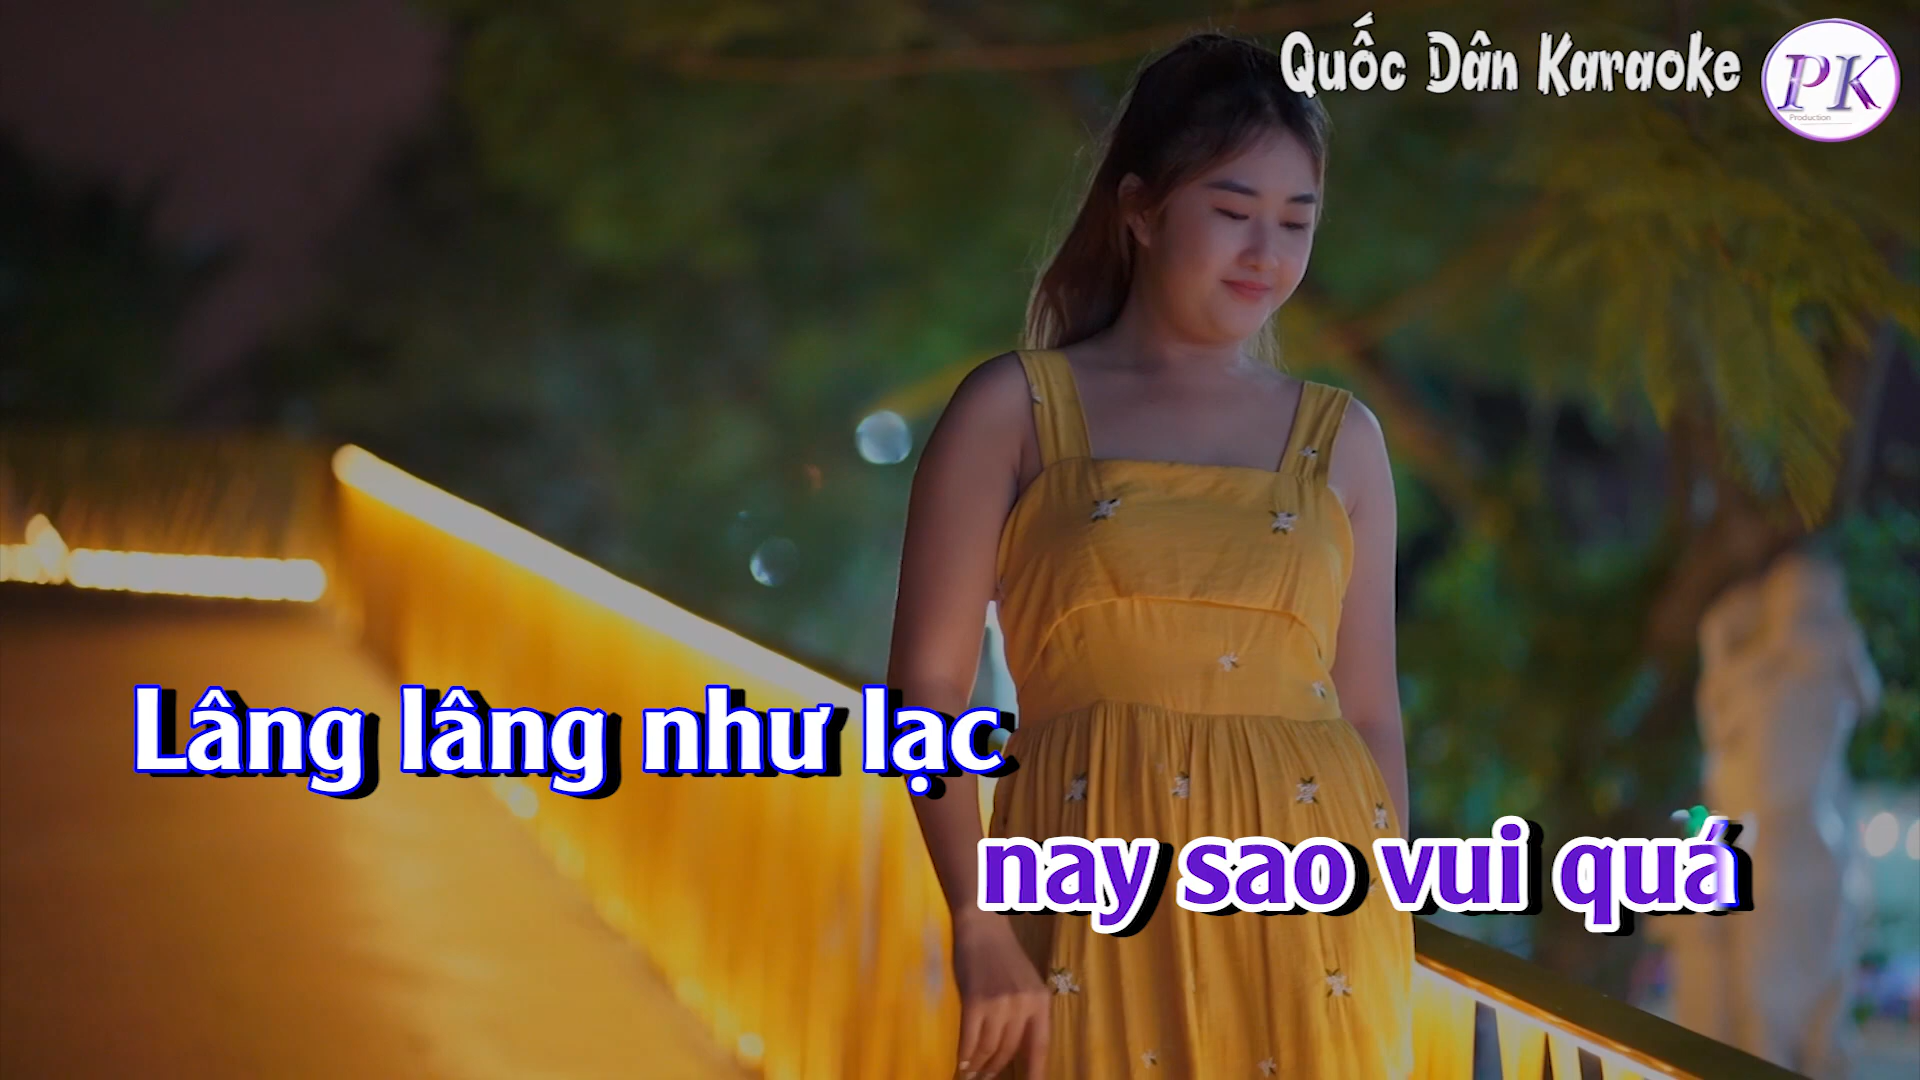 Quốc Dân Karaoke
PK
Production
Lâng lâng như lạc
nay sao vui quá